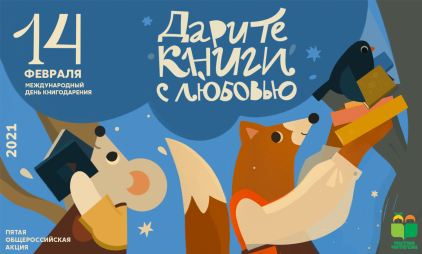 14
ФЕВРАЛЯ
МЕЖДУНАРОДНЫЙ
ДЕНЬ КНИГОДАРЕНИЯ
Дарите
книги
с любовью
2021
ПЯТАЯ
ОБЩЕРОССИЙСКАЯ
АКЦИЯ